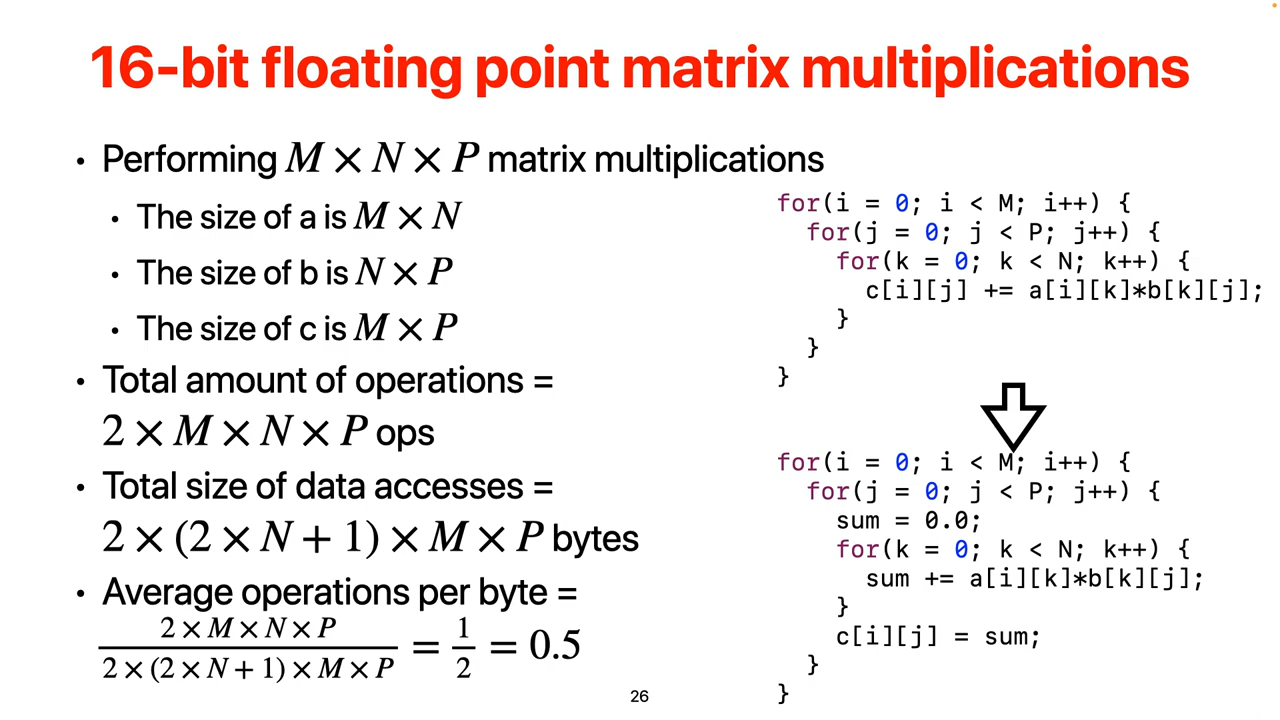 16-bit floating point matrix multiplications
• Performing M × N × P matrix multiplications
• The size of a is M × N
• The size of b is N × P
• The size of c is M × P
• Total amount of operations =
2 × M × N × P ops
• Total size of data accesses =
2 × (2 × N + 1) × M × P bytes
• Average operations per byte =
2 × M × N × P / 2 × (2 × N + 1) × M × P = 1/2 = 0.5
for(i = 0; i < M; i++) {
  for(j = 0; j < P; j++) {
    for(k = 0; k < N; k++) {
      c[i][j] += a[i][k]*b[k][j];
    }
  }
}
for(i = 0; i < M; i++) {
  for(j = 0; j < P; j++) {
    sum = 0.0;
    for(k = 0; k < N; k++) {
      sum += a[i][k]*b[k][j];
    }
    c[i][j] = sum;
  }
}
26